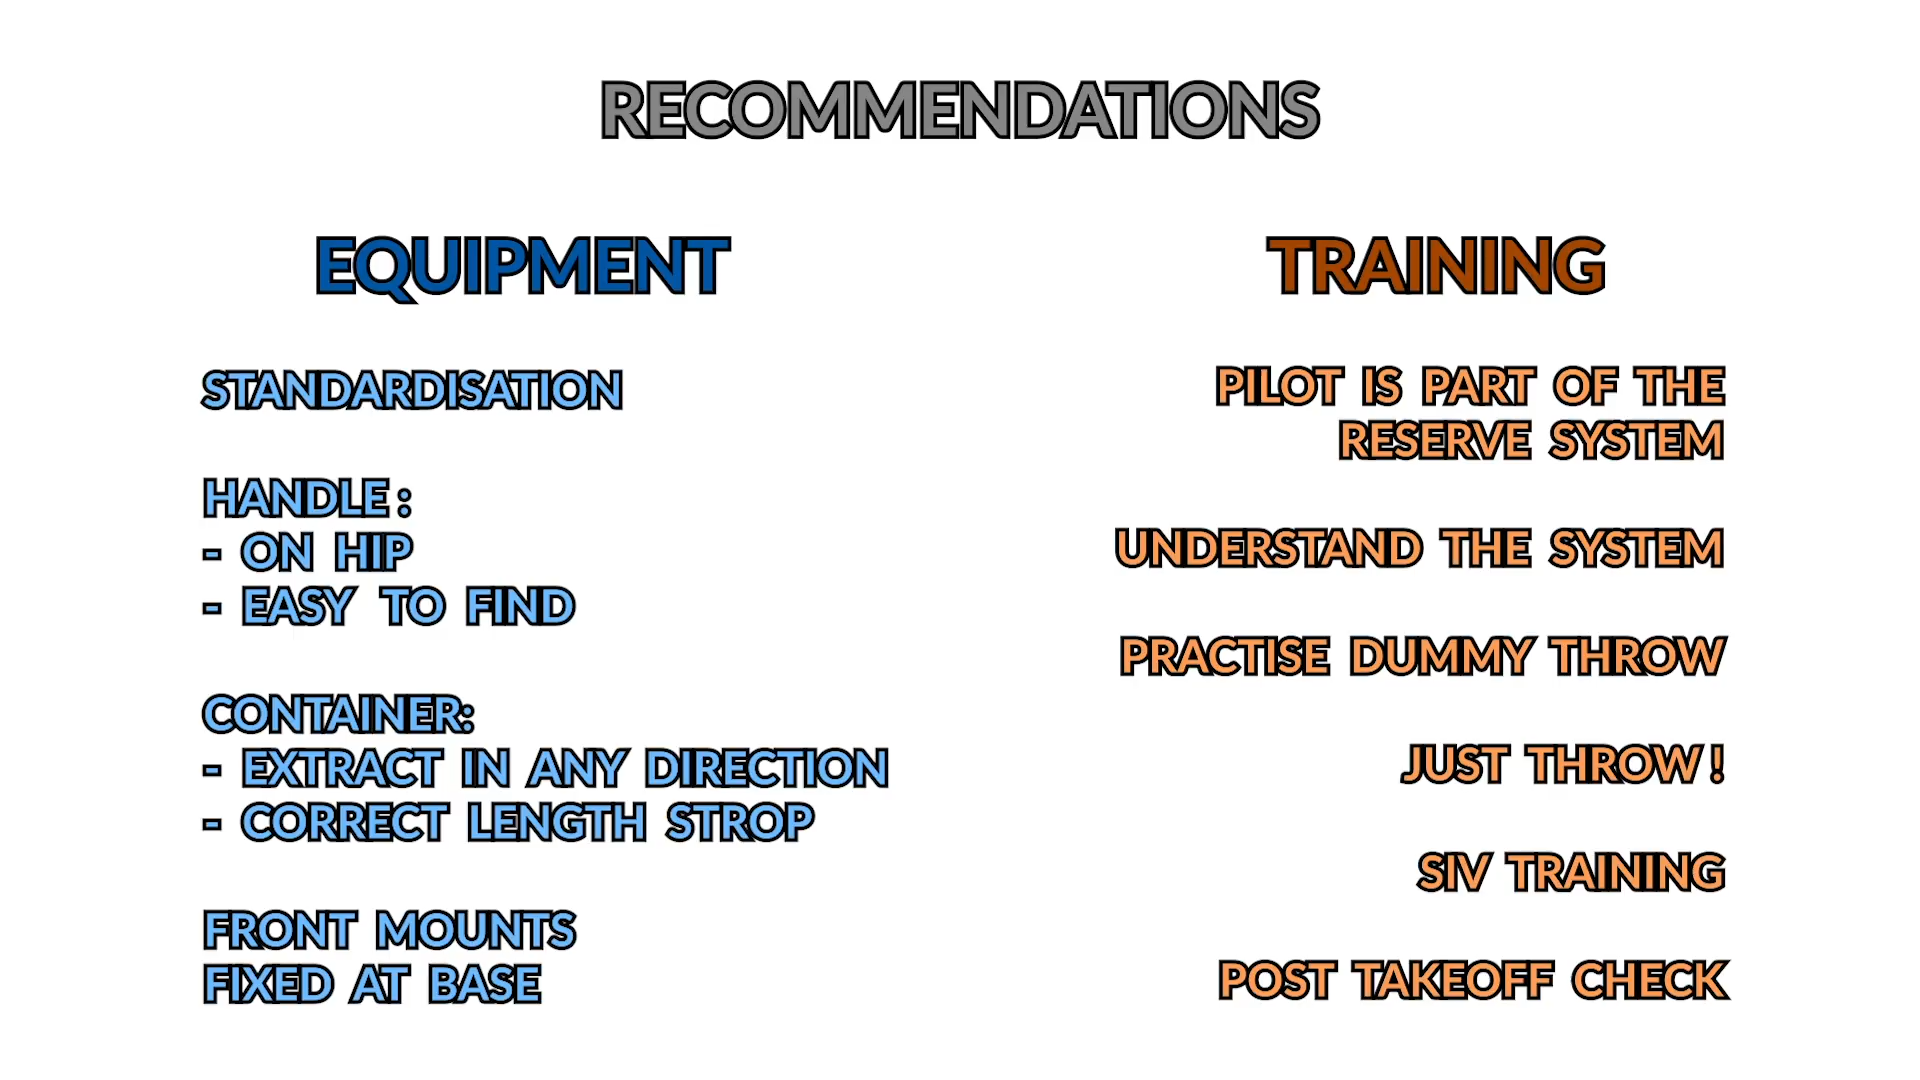 RECOMMENDATIONS
EQUIPMENT
STANDARDISATION
HANDLE :
- ON HIP
- EASY TO FIND
CONTAINER:
- EXTRACT IN ANY DIRECTION
- CORRECT LENGTH STROP
FRONT MOUNTS
FIXED AT BASE
TRAINING
PILOT IS PART OF THE
RESERVE SYSTEM
UNDERSTAND THE SYSTEM
PRACTISE DUMMY THROW
JUST THROW !
SIV TRAINING
POST TAKEOFF CHECK